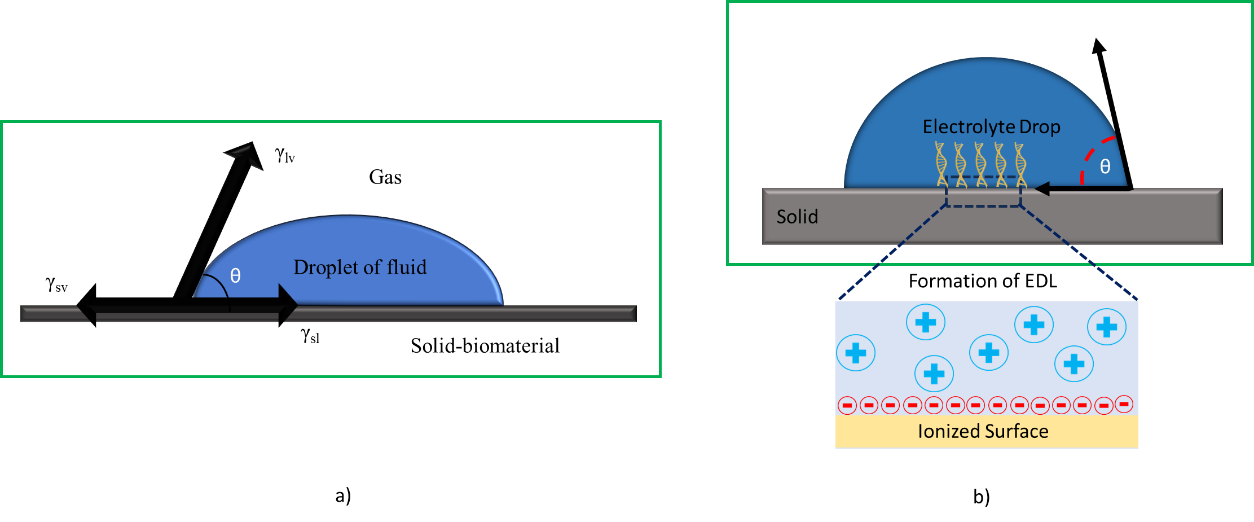 γlv
Gas
Droplet of fluid
θ
γsv
γsl
Solid-biomaterial
a)
Electrolyte Drop
θ
Solid
Formation of EDL
Ionized Surface
b)